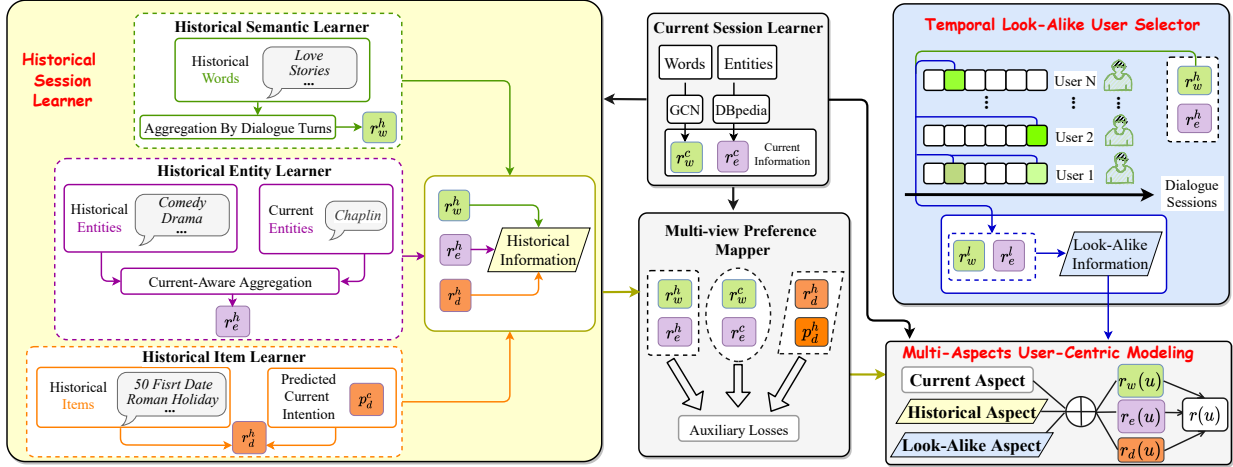 Historical
Session
Learner
Historical Semantic Learner
Historical
Words
Love
Stories
...
Aggregation By Dialogue Turns
r_w^h
Historical Entity Learner
Historical
Entities
Comedy
Drama
...
Current
Entities
Chaplin
Current-Aware Aggregation
r_e^h
Historical Item Learner
Historical
Items
50 Fisrt Date
Roman Holiday
...
Predicted
Current
Intention
p_d^c
r_d^h
r_w^h
r_e^h
r_d^h
Historical
Information
Current Session Learner
Words
Entities
GCN
DBpedia
r_w^c
r_e^c
Current
Information
Multi-view Preference
Mapper
r_w^h
r_w^c
r_d^h
r_e^h
r_e^c
p_d^h
Auxiliary Losses
Temporal Look-Alike User Selector
User N
...
...
...
User 2
User 1
r_w^h
r_e^h
Dialogue
Sessions
r_w^l
r_e^l
Look-Alike
Information
Multi-Aspects User-Centric Modeling
Current Aspect
Historical Aspect
Look-Alike Aspect
r_w(u)
r_e(u)
r_d(u)
r(u)